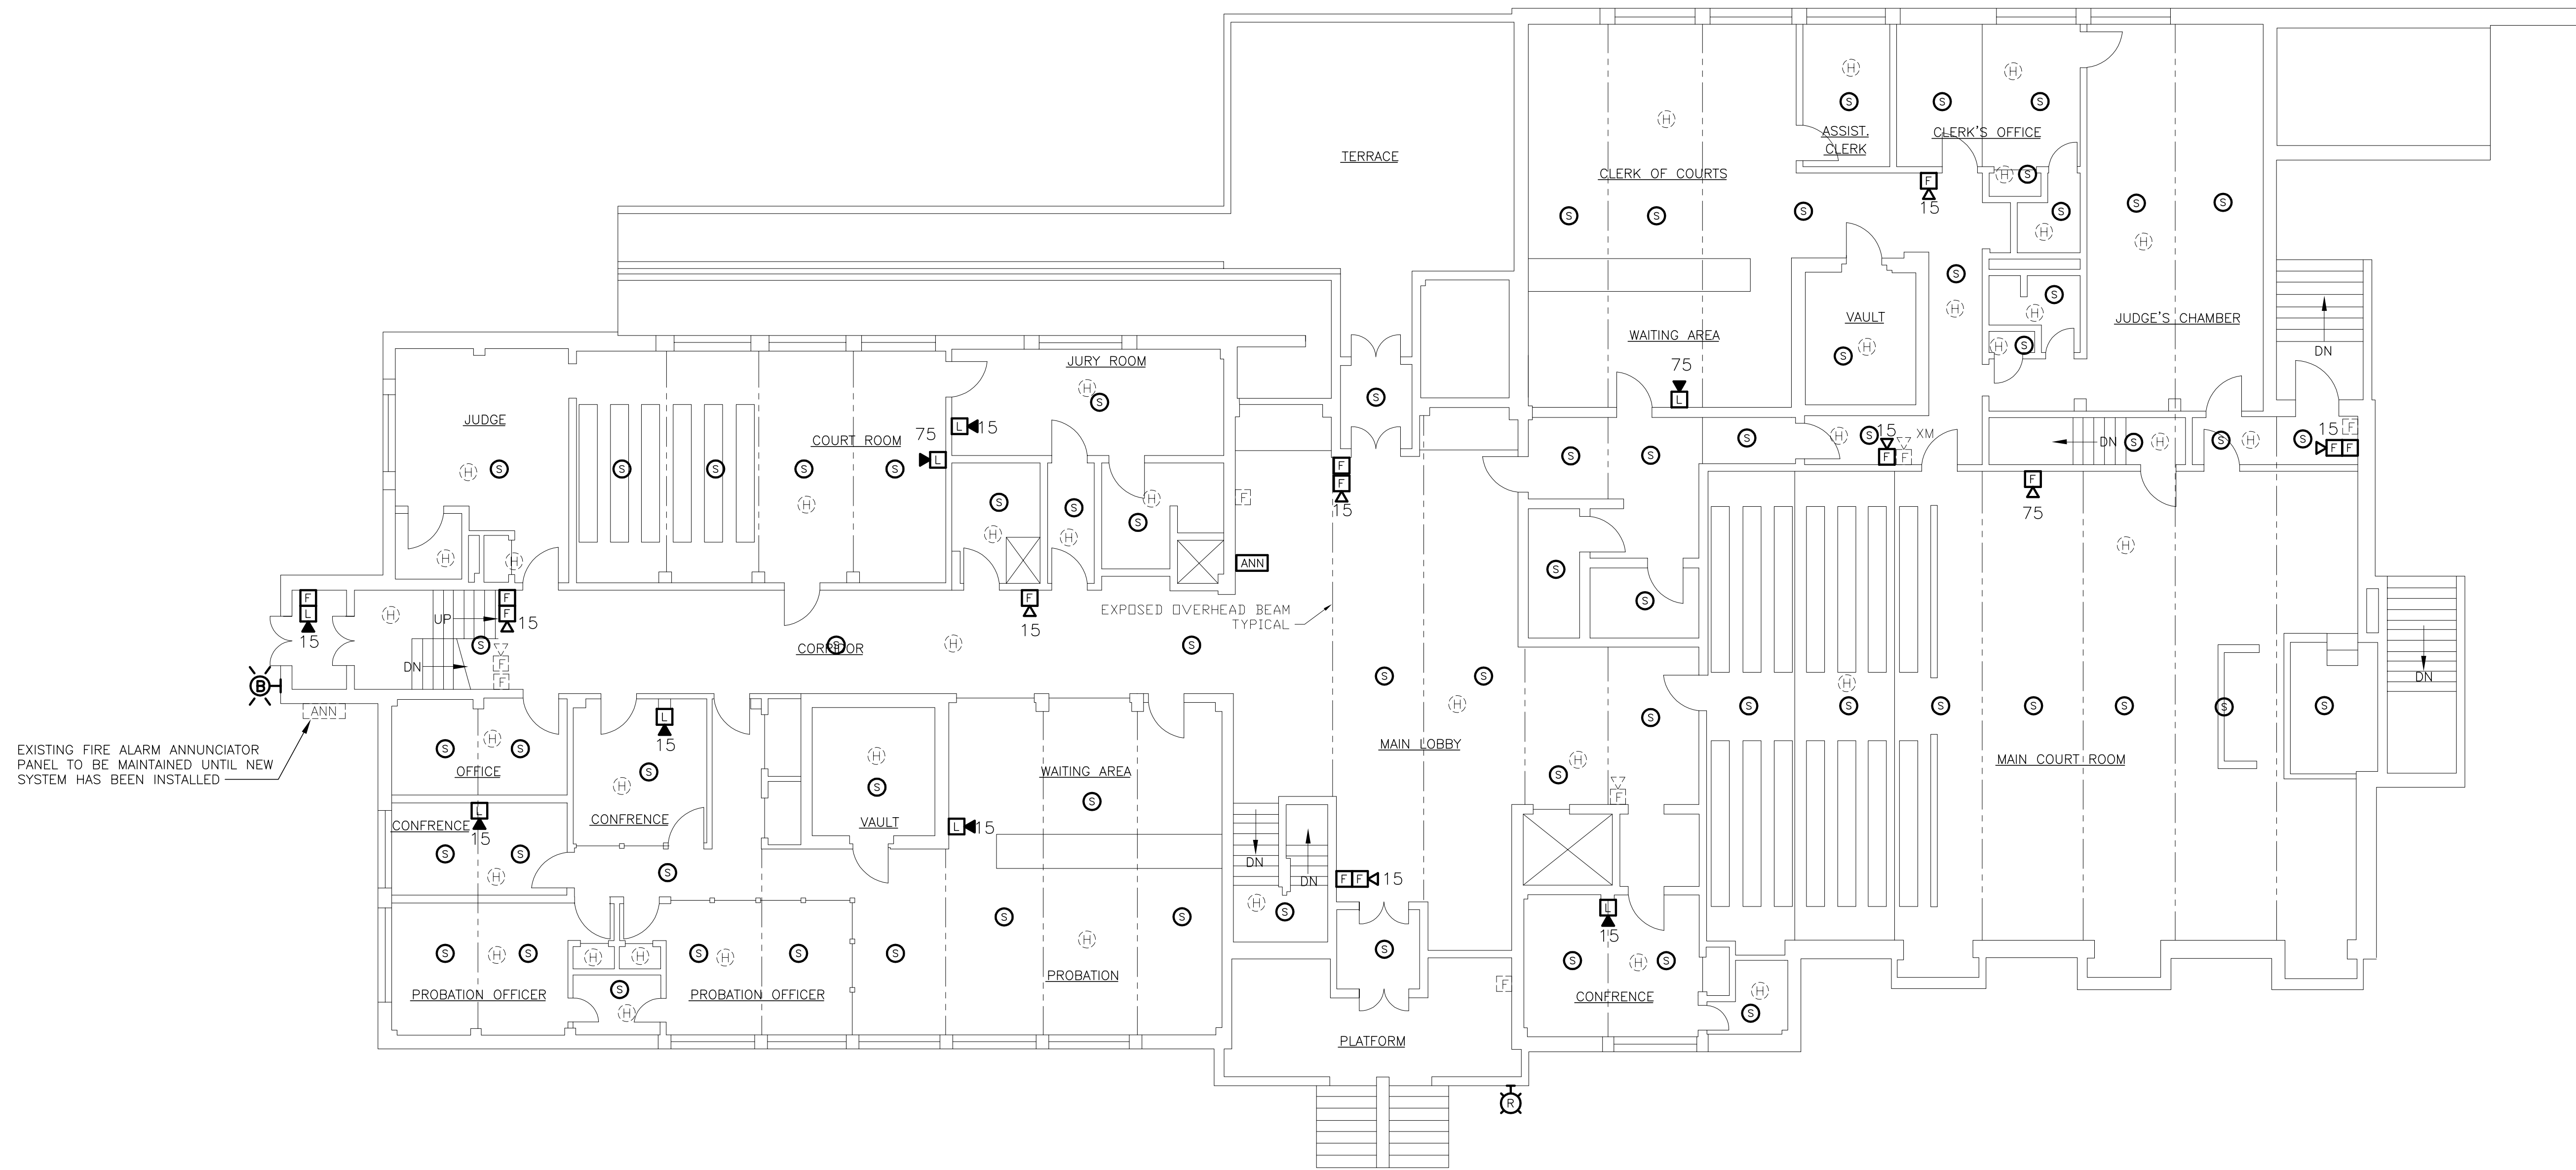 TERRACE
CLERK OF COURTS
ASSIST.
CLERK
CLERK'S OFFICE
H
H
H
S
S
S
H
S
F
15
S
H
S
S
S
S
S
S
H
H
S
H
S
H
WAITING AREA
VAULT
JUDGE'S CHAMBER
S
H
H
S
DN
75
L
JURY ROOM
H
S
S
JUDGE
COURT ROOM
75
L
L
15
H
S
S
S
S
S
H
F
F
15
S
S
S
H
S
15
F
F
XM
DN
S
H
S
H
S
15
F
F
F
F
75
S
H
S
H
S
H
H
F
ANN
H
H
S
H
S
F
L
15
H
UP
F
F
15
F
15
EXPOSED OVERHEAD BEAM
TYPICAL
DN
S
F
F
CORRIDOR
S
H
S
S
S
H
S
H
S
S
S
S
S
S
S
DN
B
ANN
EXISTING FIRE ALARM ANNUNCIATOR
PANEL TO BE MAINTAINED UNTIL NEW
SYSTEM HAS BEEN INSTALLED
L
15
S
H
S
OFFICE
H
S
CONFRENCE
H
S
VAULT
WAITING AREA
S
MAIN LOBBY
S
H
F
MAIN COURT ROOM
CONFRENCE
L
15
S
S
H
S
L
15
DN
DN
H
S
F
F
15
S
H
S
H
H
S
H
S
S
S
H
S
PROBATION OFFICER
S
H
PROBATION OFFICER
PROBATION
S
F
L
15
S
H
S
CONFRENCE
H
S
PLATFORM
R